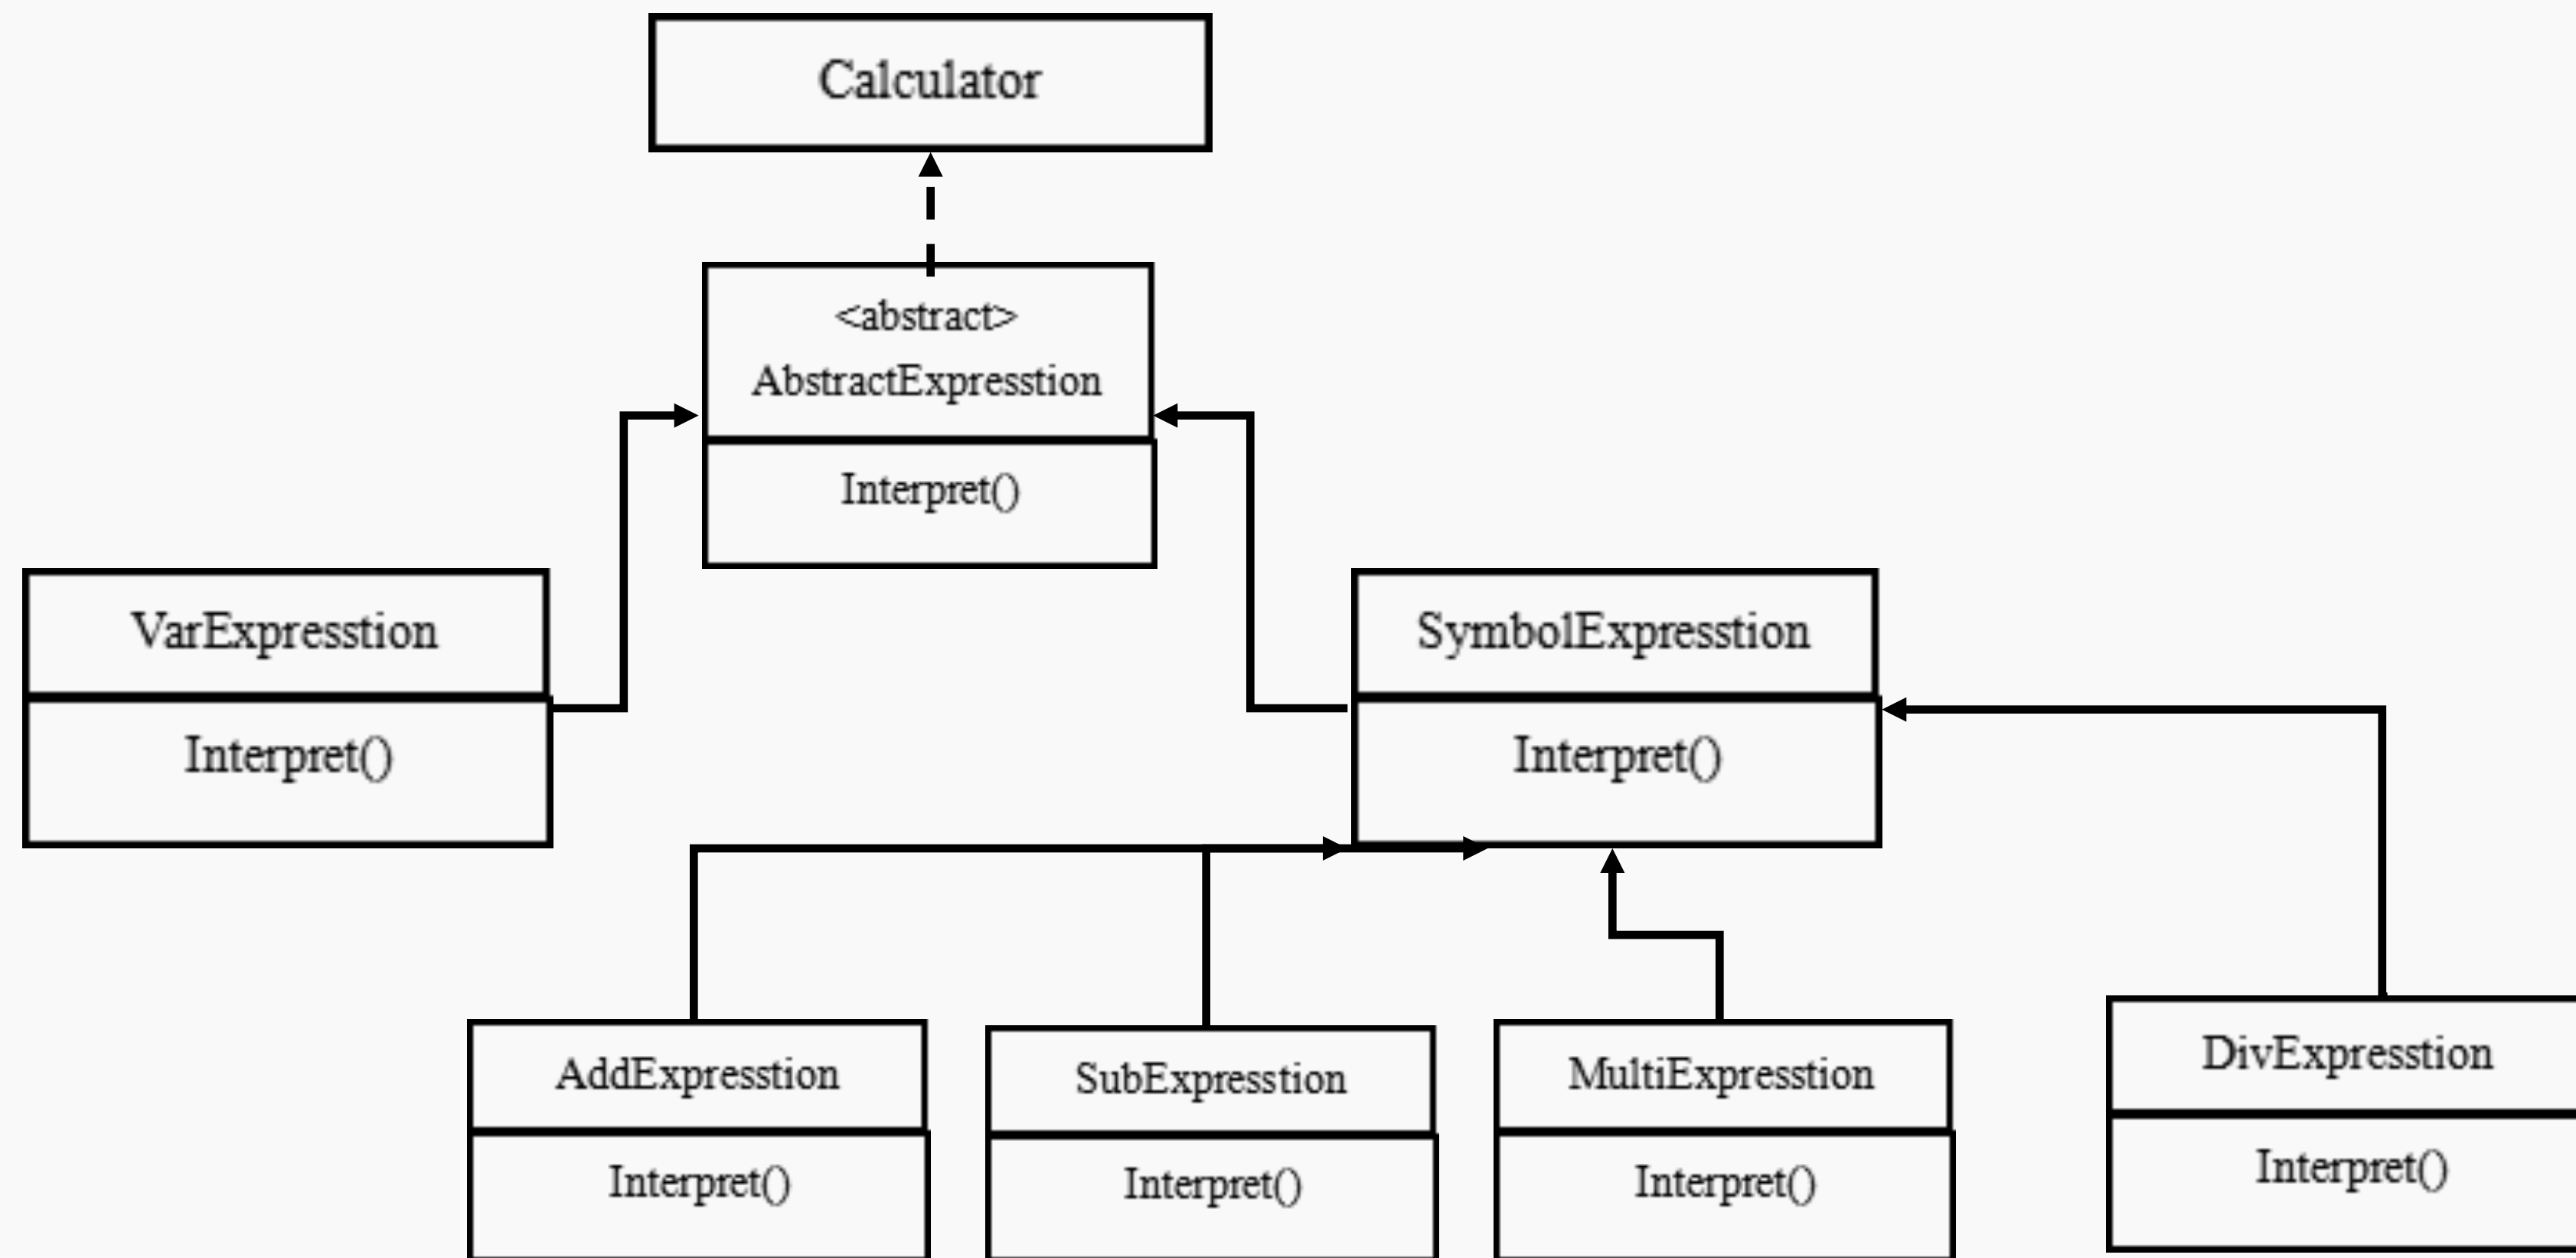 Calculator
<abstract>
AbstractExpresstion
Interpret()
VarExpresstion
Interpret()
SymbolExpresstion
Interpret()
AddExpresstion
Interpret()
SubExpresstion
Interpret()
MultiExpresstion
Interpret()
DivExpresstion
Interpret()